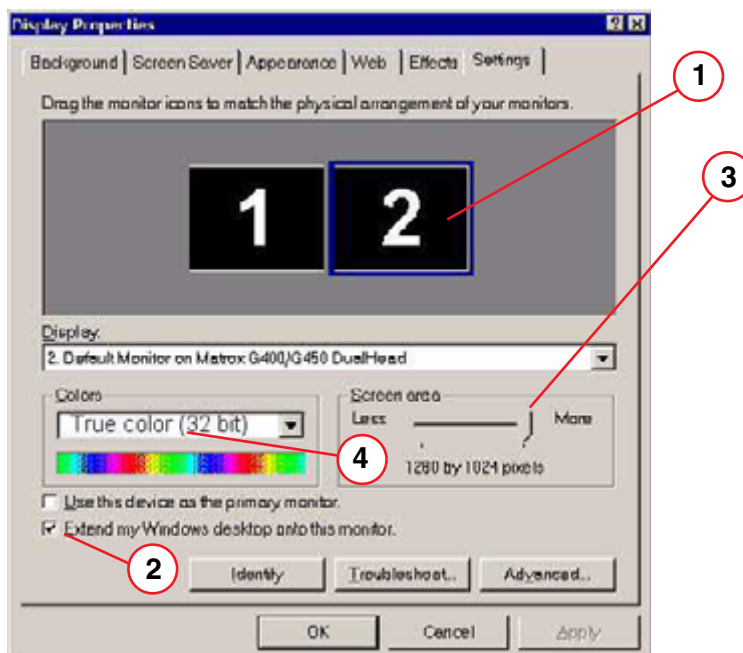 Display Properties
Background Screen Saver Appearance Web Effects Settings
1
Drag the monitor icons to match the physical arrangement of your monitors.
3
1 2
Display:
2. Default Monitor on Matrox G400/G450 DualHead
Colors
Screen area
True color (32 bit)
Less More
4
1280 by 1024 pixels
Use this device as the primary monitor.
Extend my Windows desktop onto this monitor.
2
Identify Troubleshoot.. Advanced..
OK Cancel Apply